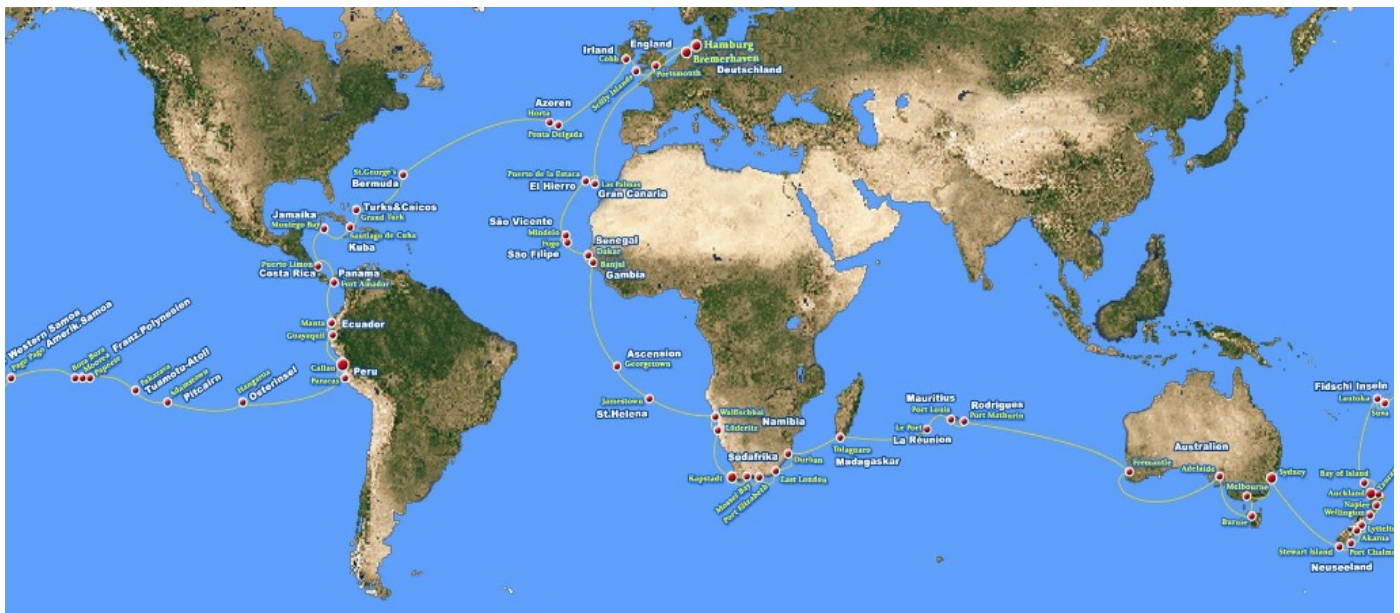 Irland
England
Hamburg
Cobh
Bremerhaven
Portsmouth
Deutschland
Scilly Islands
Azoren
Horta
Ponta Delgada
St.George's
Bermuda
Puerto de la Estaca
El Hierro
Las Palmas
Gran Canaria
Turks&Caicos
Grand Turk
Jamaika
Montego Bay
Santiago de Cuba
Kuba
São Vicente
Mindelo
Fogo
São Filipe
Senegal
Dakar
Banjul
Gambia
Puerto Limon
Costa Rica
Panama
Fort Amador
Manta
Ecuador
Guayaquil
Callao
Peru
Paracas
Western Samoa
Pago Pago
Amerik.Samoa
Bora Bora
Moorea
Papeete
Franz.Polynesien
Fakarava
Tuamotu-Atoll
Adamstown
Pitcairn
Hangaroa
Osterinsel
Ascension
Georgetown
Jamestown
St.Helena
Walfischbai
Namibia
Lüderitz
Südafrika
Kapstadt
Mossel Bay
Port Elizabeth
East London
Durban
Tolagnaro
Madagaskar
Mauritius
Port Louis
Rodrigues
Port Mathurin
Le Port
La Réunion
Australien
Fremantle
Adelaide
Melbourne
Sydney
Burnie
Fidschi Inseln
Lautoka
Suva
Bay of Island
Auckland
Napier
Wellington
Akaroa
Stewart Island
Neuseeland